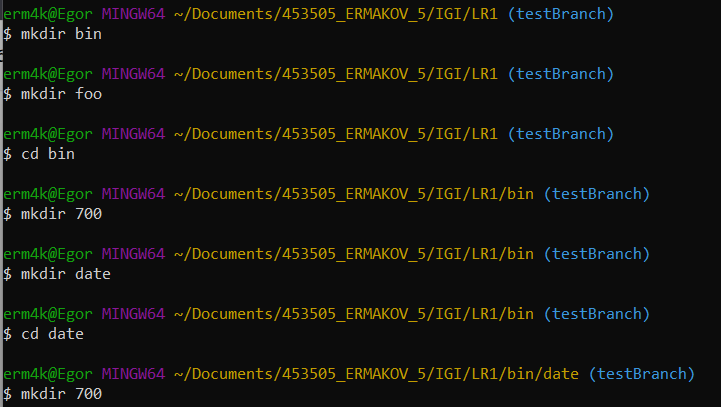 erm4k@Egor MINGW64 ~/Documents/453505_ERMAKOV_5/IGI/LR1 (testBranch)
$ mkdir bin
erm4k@Egor MINGW64 ~/Documents/453505_ERMAKOV_5/IGI/LR1 (testBranch)
$ mkdir foo
erm4k@Egor MINGW64 ~/Documents/453505_ERMAKOV_5/IGI/LR1 (testBranch)
$ cd bin
erm4k@Egor MINGW64 ~/Documents/453505_ERMAKOV_5/IGI/LR1/bin (testBranch)
$ mkdir 700
erm4k@Egor MINGW64 ~/Documents/453505_ERMAKOV_5/IGI/LR1/bin (testBranch)
$ mkdir date
erm4k@Egor MINGW64 ~/Documents/453505_ERMAKOV_5/IGI/LR1/bin (testBranch)
$ cd date
erm4k@Egor MINGW64 ~/Documents/453505_ERMAKOV_5/IGI/LR1/bin/date (testBranch)
$ mkdir 700